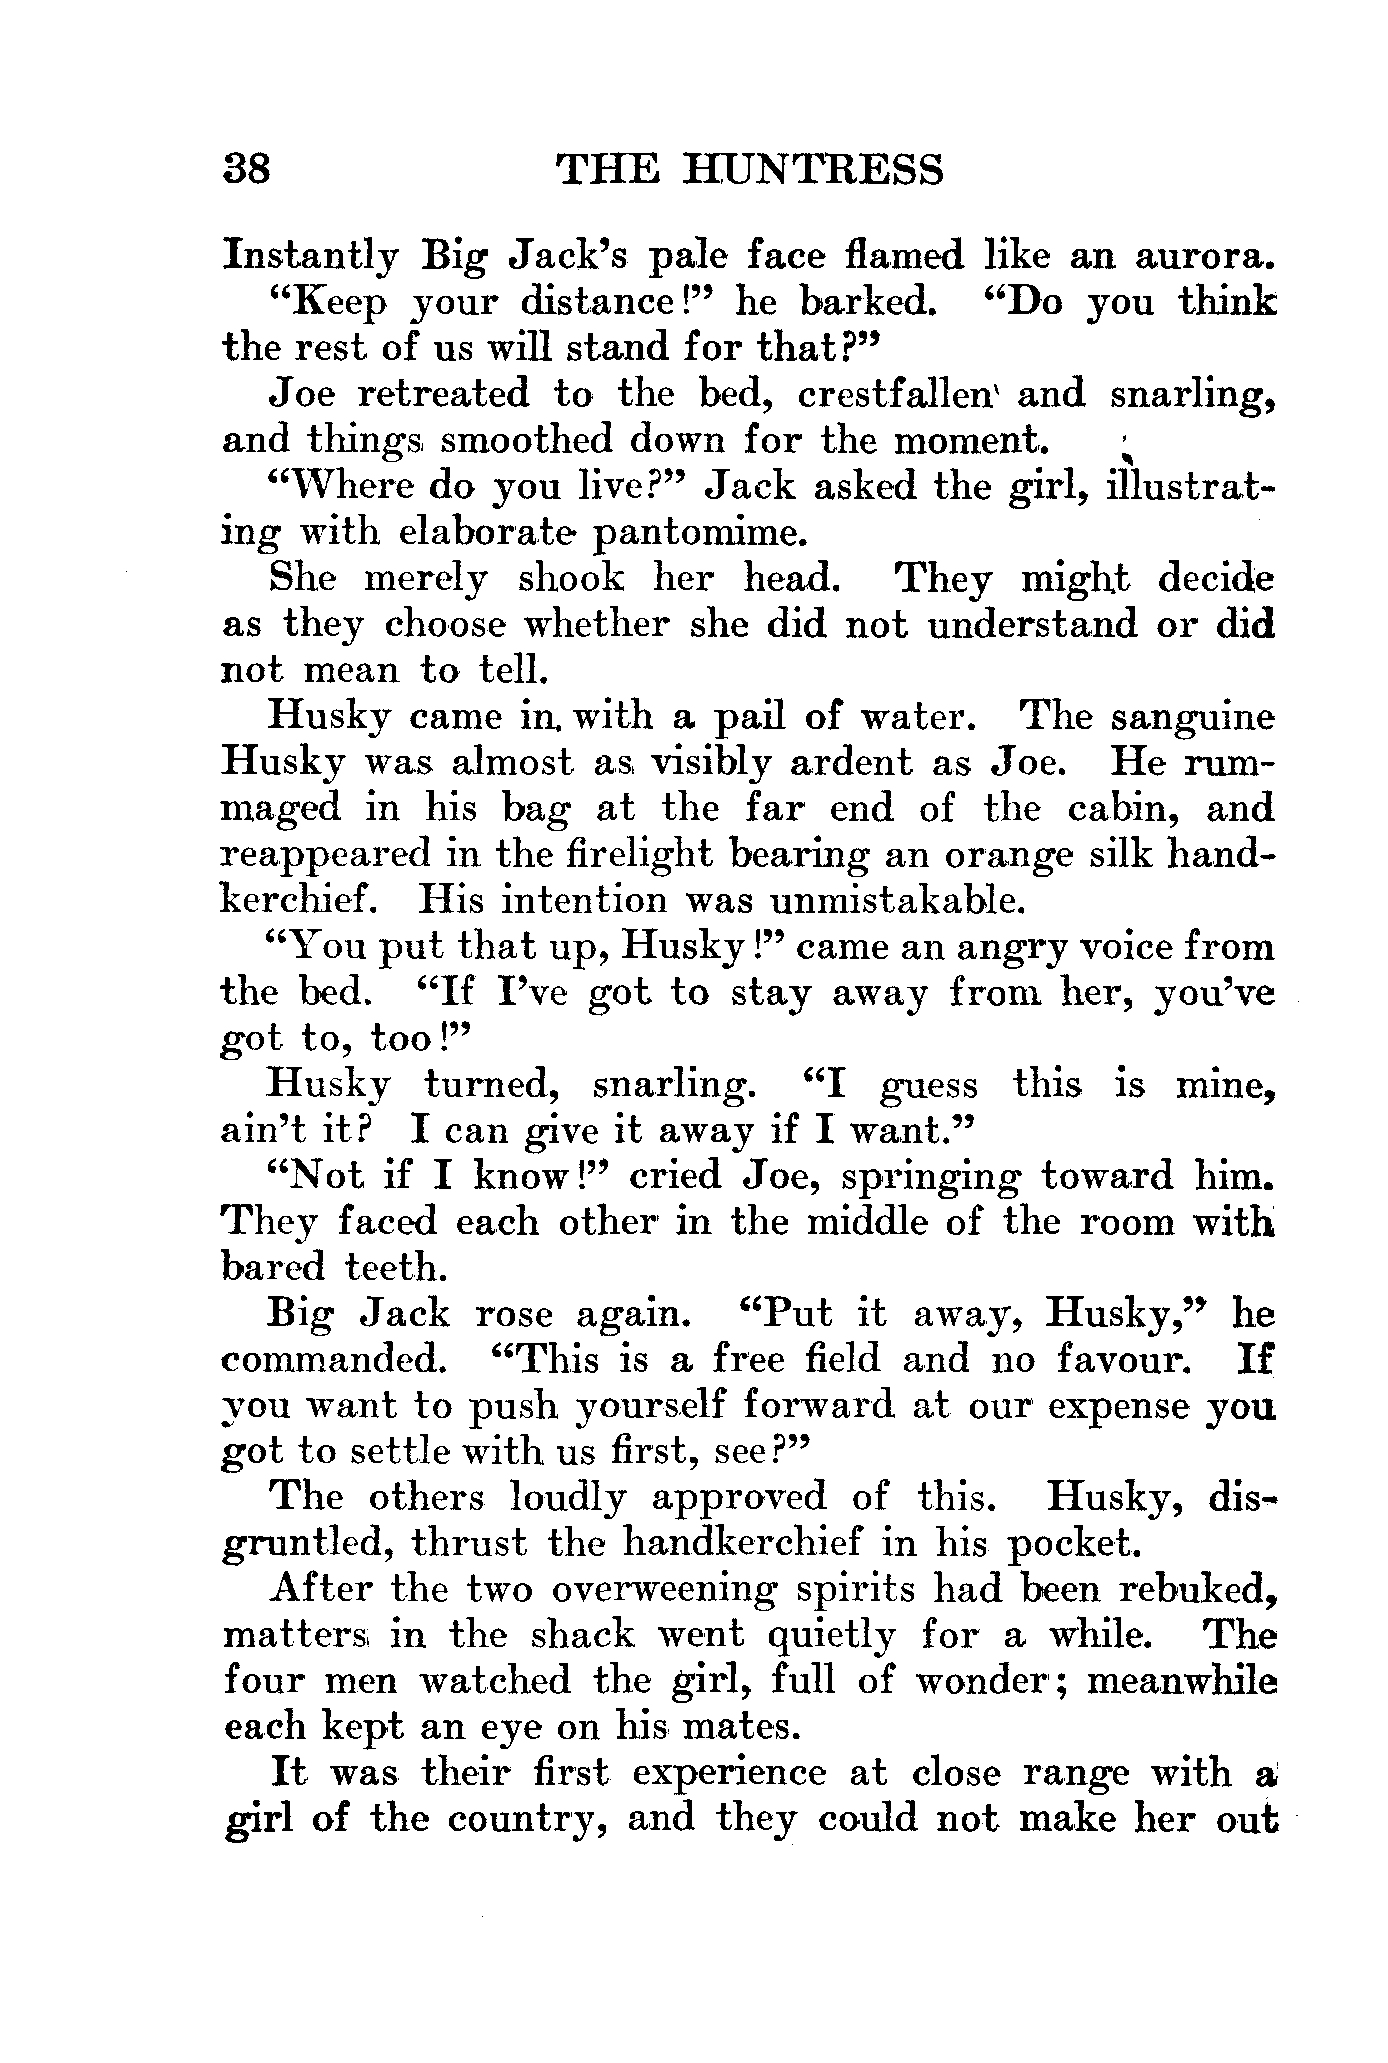 38 THE HUNTRESS
Instantly Big Jack's pale face flamed like an aurora.
“Keep your distance!” he barked. “Do you think
the rest of us will stand for that?”
Joe retreated to the bed, crestfallen and snarling,
and things smoothed down for the moment.
“Where do you live?” Jack asked the girl, illustrat-
ing with elaborate pantomime.
She merely shook her head. They might decide
as they choose whether she did not understand or did
not mean to tell.
Husky came in with a pail of water. The sanguine
Husky was almost as visibly ardent as Joe. He rum-
maged in his bag at the far end of the cabin, and
reappeared in the firelight bearing an orange silk hand-
kerchief. His intention was unmistakable.
“You put that up, Husky!” came an angry voice from
the bed. “If I've got to stay away from her, you've
got to, too!”
Husky turned, snarling. “I guess this is mine,
ain't it? I can give it away if I want.”
“Not if I know!” cried Joe, springing toward him.
They faced each other in the middle of the room with
bared teeth.
Big Jack rose again. “Put it away, Husky,” he
commanded. “This is a free field and no favour. If
you want to push yourself forward at our expense you
got to settle with us first, see?”
The others loudly approved of this. Husky, dis-
gruntled, thrust the handkerchief in his pocket.
After the two overweening spirits had been rebuked,
matters in the shack went quietly for a while. The
four men watched the girl, full of wonder; meanwhile
each kept an eye on his mates.
It was their first experience at close range with a
girl of the country, and they could not make her out